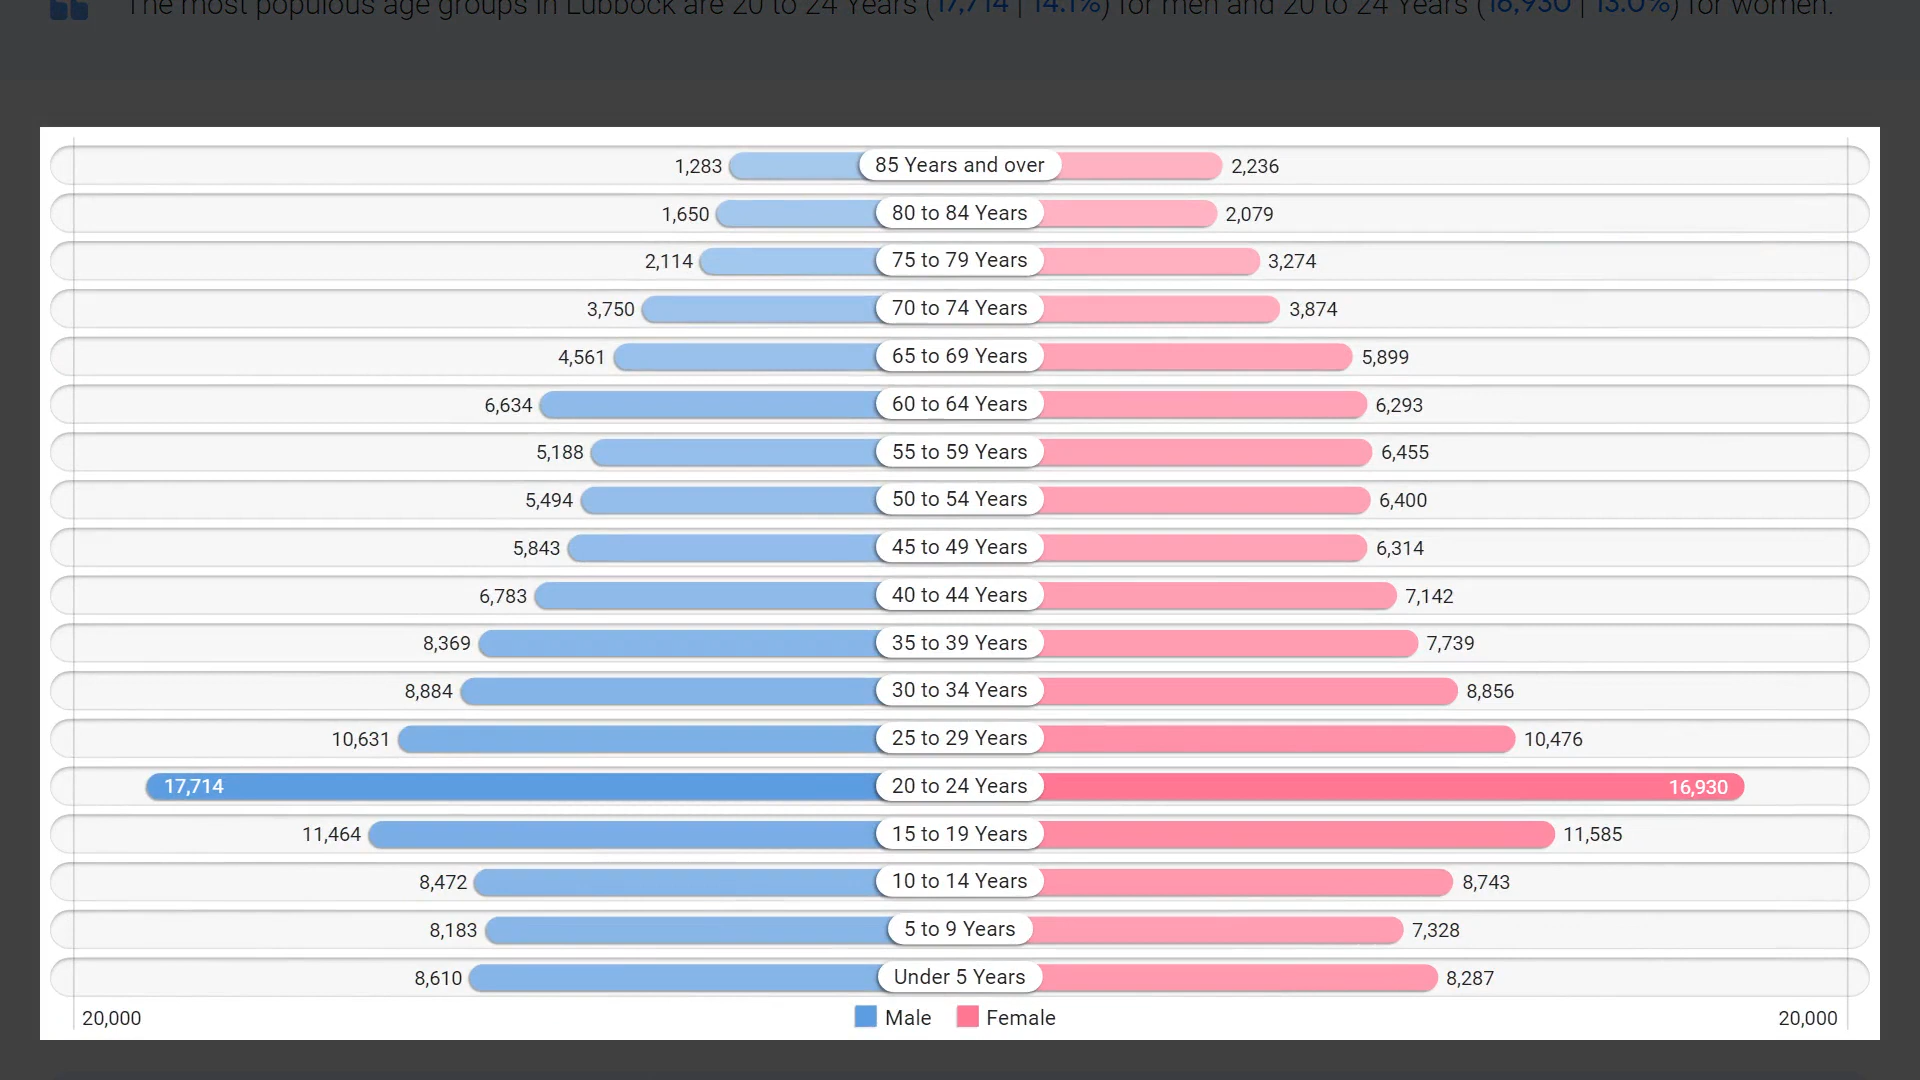 The most populous age groups in Lubbock are 20 to 24 Years (17,714 | 14.1%) for men and 20 to 24 Years (16,930 | 13.0%) for women.
1,283 85 Years and over 2,236
1,650 80 to 84 Years 2,079
2,114 75 to 79 Years 3,274
3,750 70 to 74 Years 3,874
4,561 65 to 69 Years 5,899
6,634 60 to 64 Years 6,293
5,188 55 to 59 Years 6,455
5,494 50 to 54 Years 6,400
5,843 45 to 49 Years 6,314
6,783 40 to 44 Years 7,142
8,369 35 to 39 Years 7,739
8,884 30 to 34 Years 8,856
10,631 25 to 29 Years 10,476
17,714 20 to 24 Years 16,930
11,464 15 to 19 Years 11,585
8,472 10 to 14 Years 8,743
8,183 5 to 9 Years 7,328
8,610 Under 5 Years 8,287
20,000 Male Female 20,000